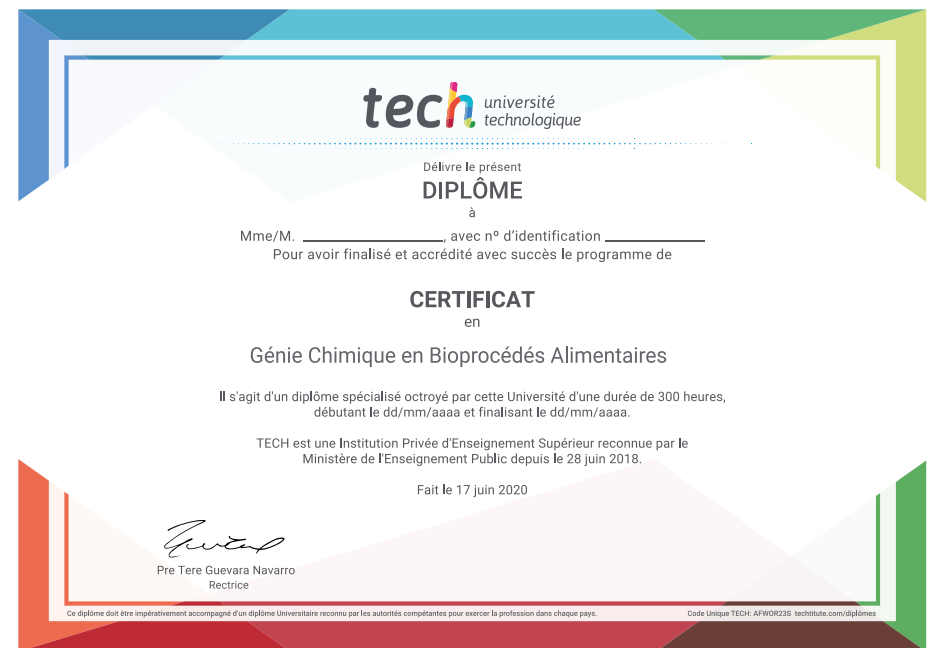 tech université
technologique
Délivre le présent
DIPLÔME
à
Mme/M. ____________________, avec nº d'identification ______________
Pour avoir finalisé et accrédité avec succès le programme de
CERTIFICAT
en
Génie Chimique en Bioprocédés Alimentaires
Il s'agit d'un diplôme spécialisé octroyé par cette Université d'une durée de 300 heures,
débutant le dd/mm/aaaa et finalisant le dd/mm/aaaa.
TECH est une Institution Privée d'Enseignement Supérieur reconnue par le
Ministère de l'Enseignement Public depuis le 28 juin 2018.
Fait le 17 juin 2020
Pre Tere Guevara Navarro
Rectrice
Ce diplôme doit être impérativement accompagné d'un diplôme Universitaire reconnu par les autorités compétantes pour exercer la profession dans chaque pays.
Code Unique TECH: AFWOR23S techtitute.com/diplômes